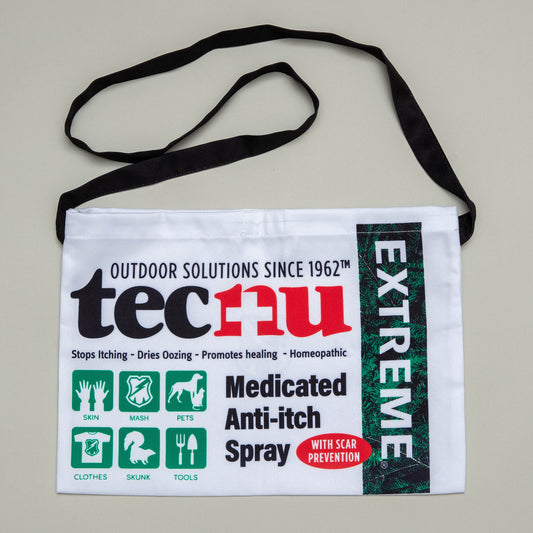 OUTDOOR SOLUTIONS SINCE 1962™
tecnu
Stops Itching - Dries Oozing - Promotes healing - Homeopathic
SKIN
MASH
PETS
CLOTHES
SKUNK
TOOLS
Medicated
Anti-itch
Spray
WITH SCAR
PREVENTION
EXTREME
®